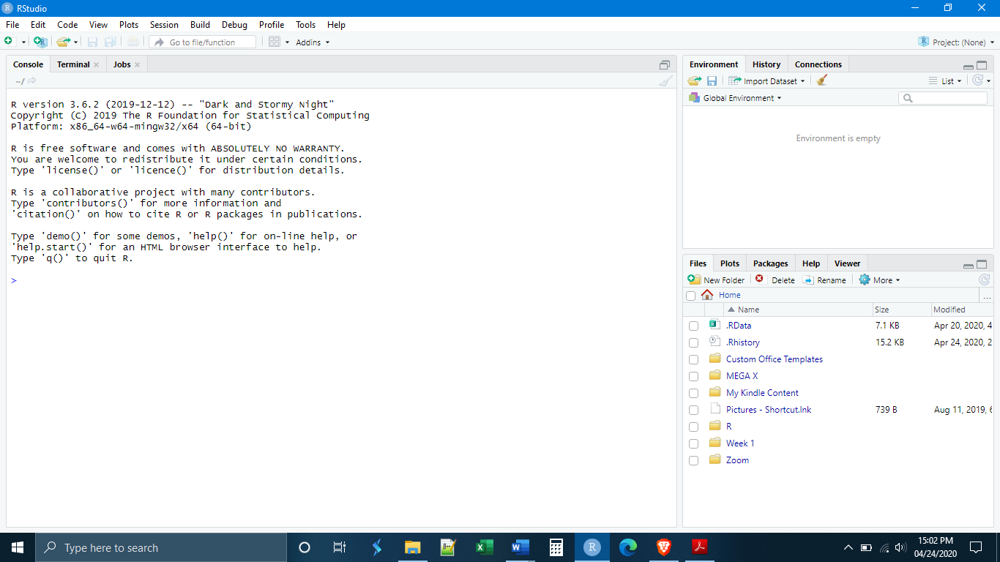 RStudio
File Edit Code View Plots Session Build Debug Profile Tools Help
Go to file/function Addins Project: (None)
Console Terminal Jobs
~/
R version 3.6.2 (2019-12-12) -- "Dark and Stormy Night"
Copyright (C) 2019 The R Foundation for Statistical Computing
Platform: x86_64-w64-mingw32/x64 (64-bit)
R is free software and comes with ABSOLUTELY NO WARRANTY.
You are welcome to redistribute it under certain conditions.
Type 'license()' or 'licence()' for distribution details.
R is a collaborative project with many contributors.
Type 'contributors()' for more information and
'citation()' on how to cite R or R packages in publications.
Type 'demo()' for some demos, 'help()' for on-line help, or
'help.start()' for an HTML browser interface to help.
Type 'q()' to quit R.
>
Environment History Connections
Import Dataset List
Global Environment
Environment is empty
Files Plots Packages Help Viewer
New Folder Delete Rename More
Home ...
Name Size Modified
.RData 7.1 KB Apr 20, 2020, 4
.Rhistory 15.2 KB Apr 24, 2020, 2
Custom Office Templates
MEGA X
My Kindle Content
Pictures - Shortcut.lnk 739 B Aug 11, 2019, 6
R
Week 1
Zoom
Type here to search
15:02 PM
04/24/2020